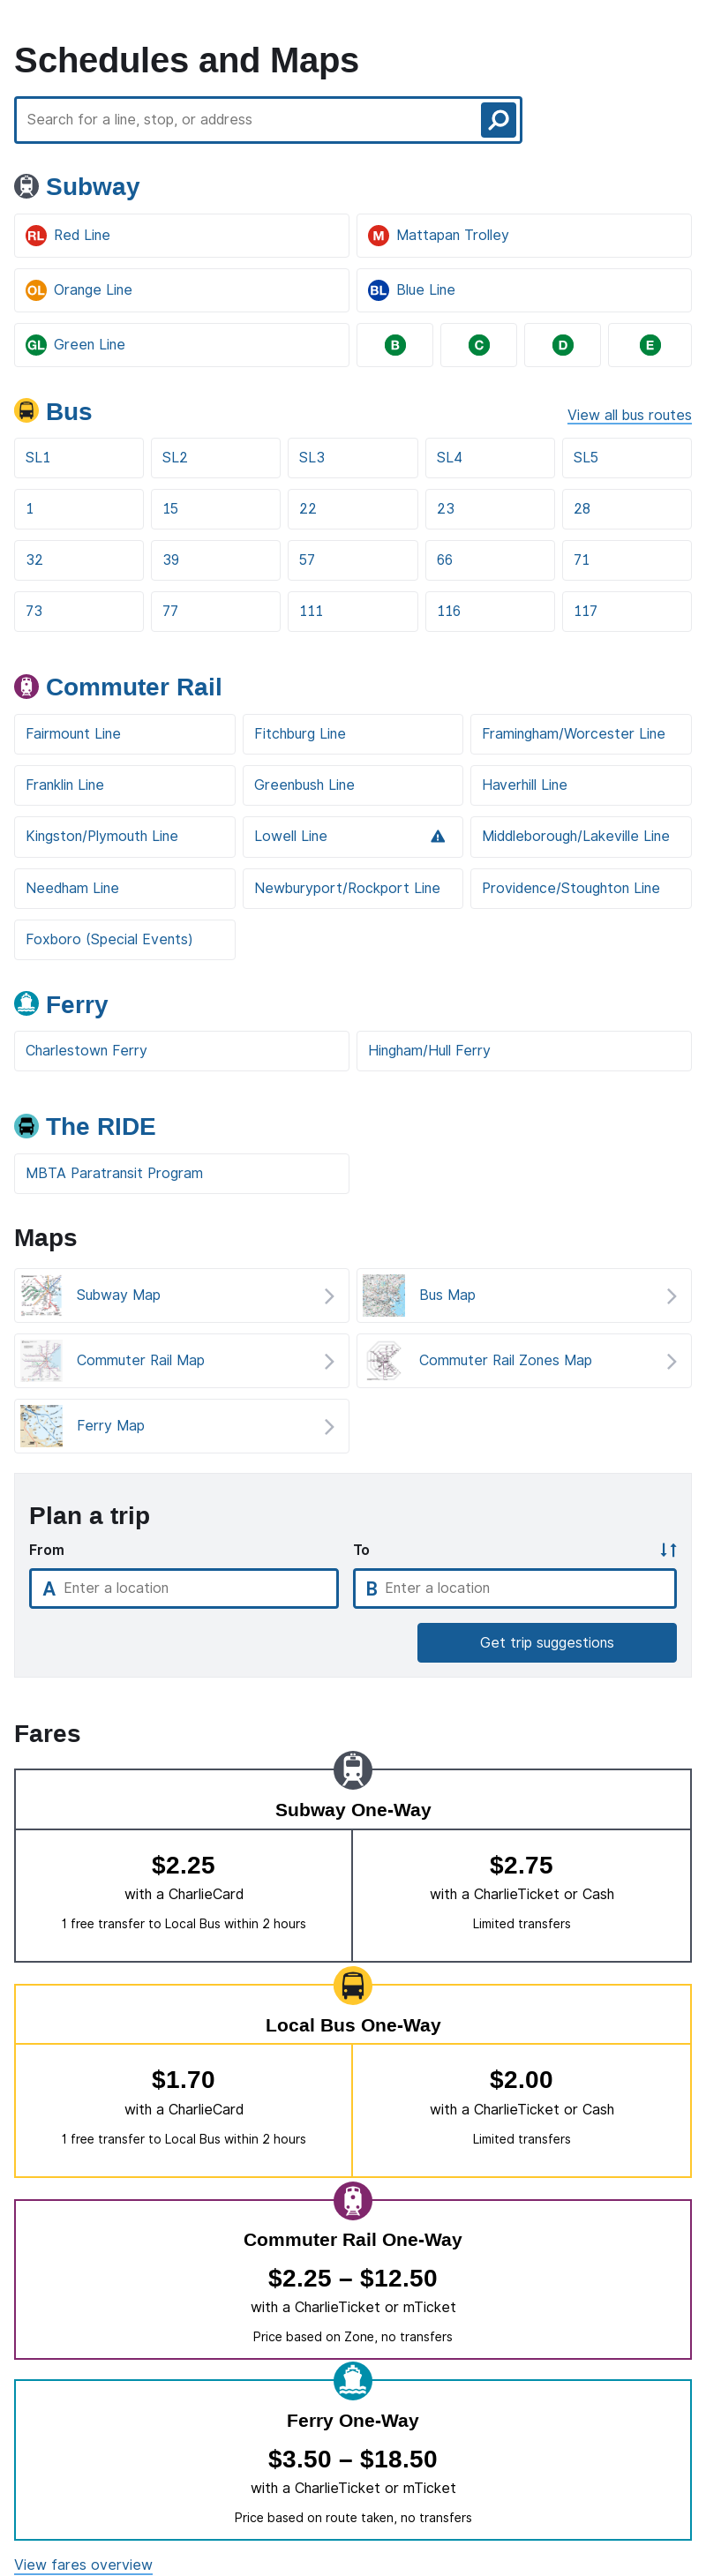 Schedules and Maps
Search for a line, stop, or address
Subway
RL Red Line
M Mattapan Trolley
OL Orange Line
BL Blue Line
GL Green Line
B
C
D
E
Bus
View all bus routes
SL1
SL2
SL3
SL4
SL5
1
15
22
23
28
32
39
57
66
71
73
77
111
116
117
Commuter Rail
Fairmount Line
Fitchburg Line
Framingham/Worcester Line
Franklin Line
Greenbush Line
Haverhill Line
Kingston/Plymouth Line
Lowell Line
Middleborough/Lakeville Line
Needham Line
Newburyport/Rockport Line
Providence/Stoughton Line
Foxboro (Special Events)
Ferry
Charlestown Ferry
Hingham/Hull Ferry
The RIDE
MBTA Paratransit Program
Maps
Subway Map
Bus Map
Commuter Rail Map
Commuter Rail Zones Map
Ferry Map
Plan a trip
From
To
A Enter a location
B Enter a location
Get trip suggestions
Fares
Subway One-Way
$2.25
with a CharlieCard
1 free transfer to Local Bus within 2 hours
$2.75
with a CharlieTicket or Cash
Limited transfers
Local Bus One-Way
$1.70
with a CharlieCard
1 free transfer to Local Bus within 2 hours
$2.00
with a CharlieTicket or Cash
Limited transfers
Commuter Rail One-Way
$2.25 – $12.50
with a CharlieTicket or mTicket
Price based on Zone, no transfers
Ferry One-Way
$3.50 – $18.50
with a CharlieTicket or mTicket
Price based on route taken, no transfers
View fares overview